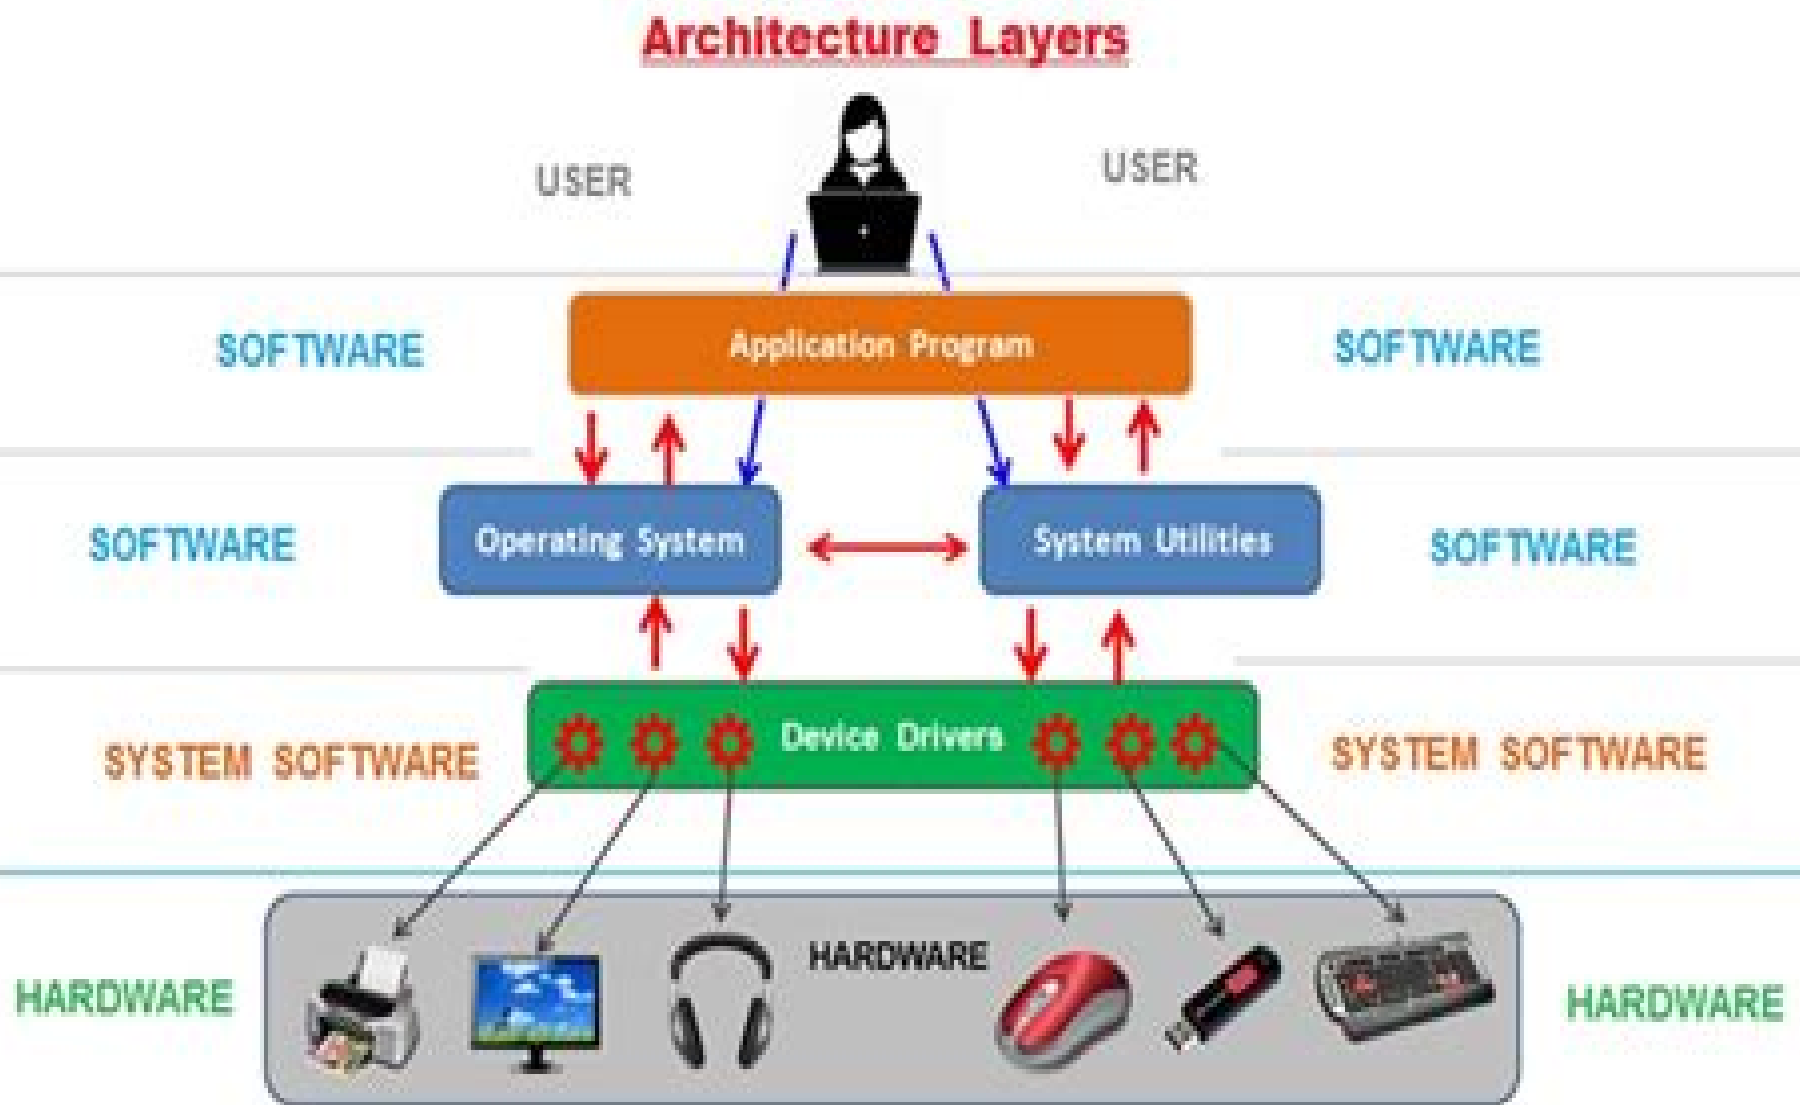 Architecture Layers
USER USER
SOFTWARE Application Program SOFTWARE
SOFTWARE Operating System System Utilities SOFTWARE
SYSTEM SOFTWARE Device Drivers SYSTEM SOFTWARE
HARDWARE
HARDWARE HARDWARE